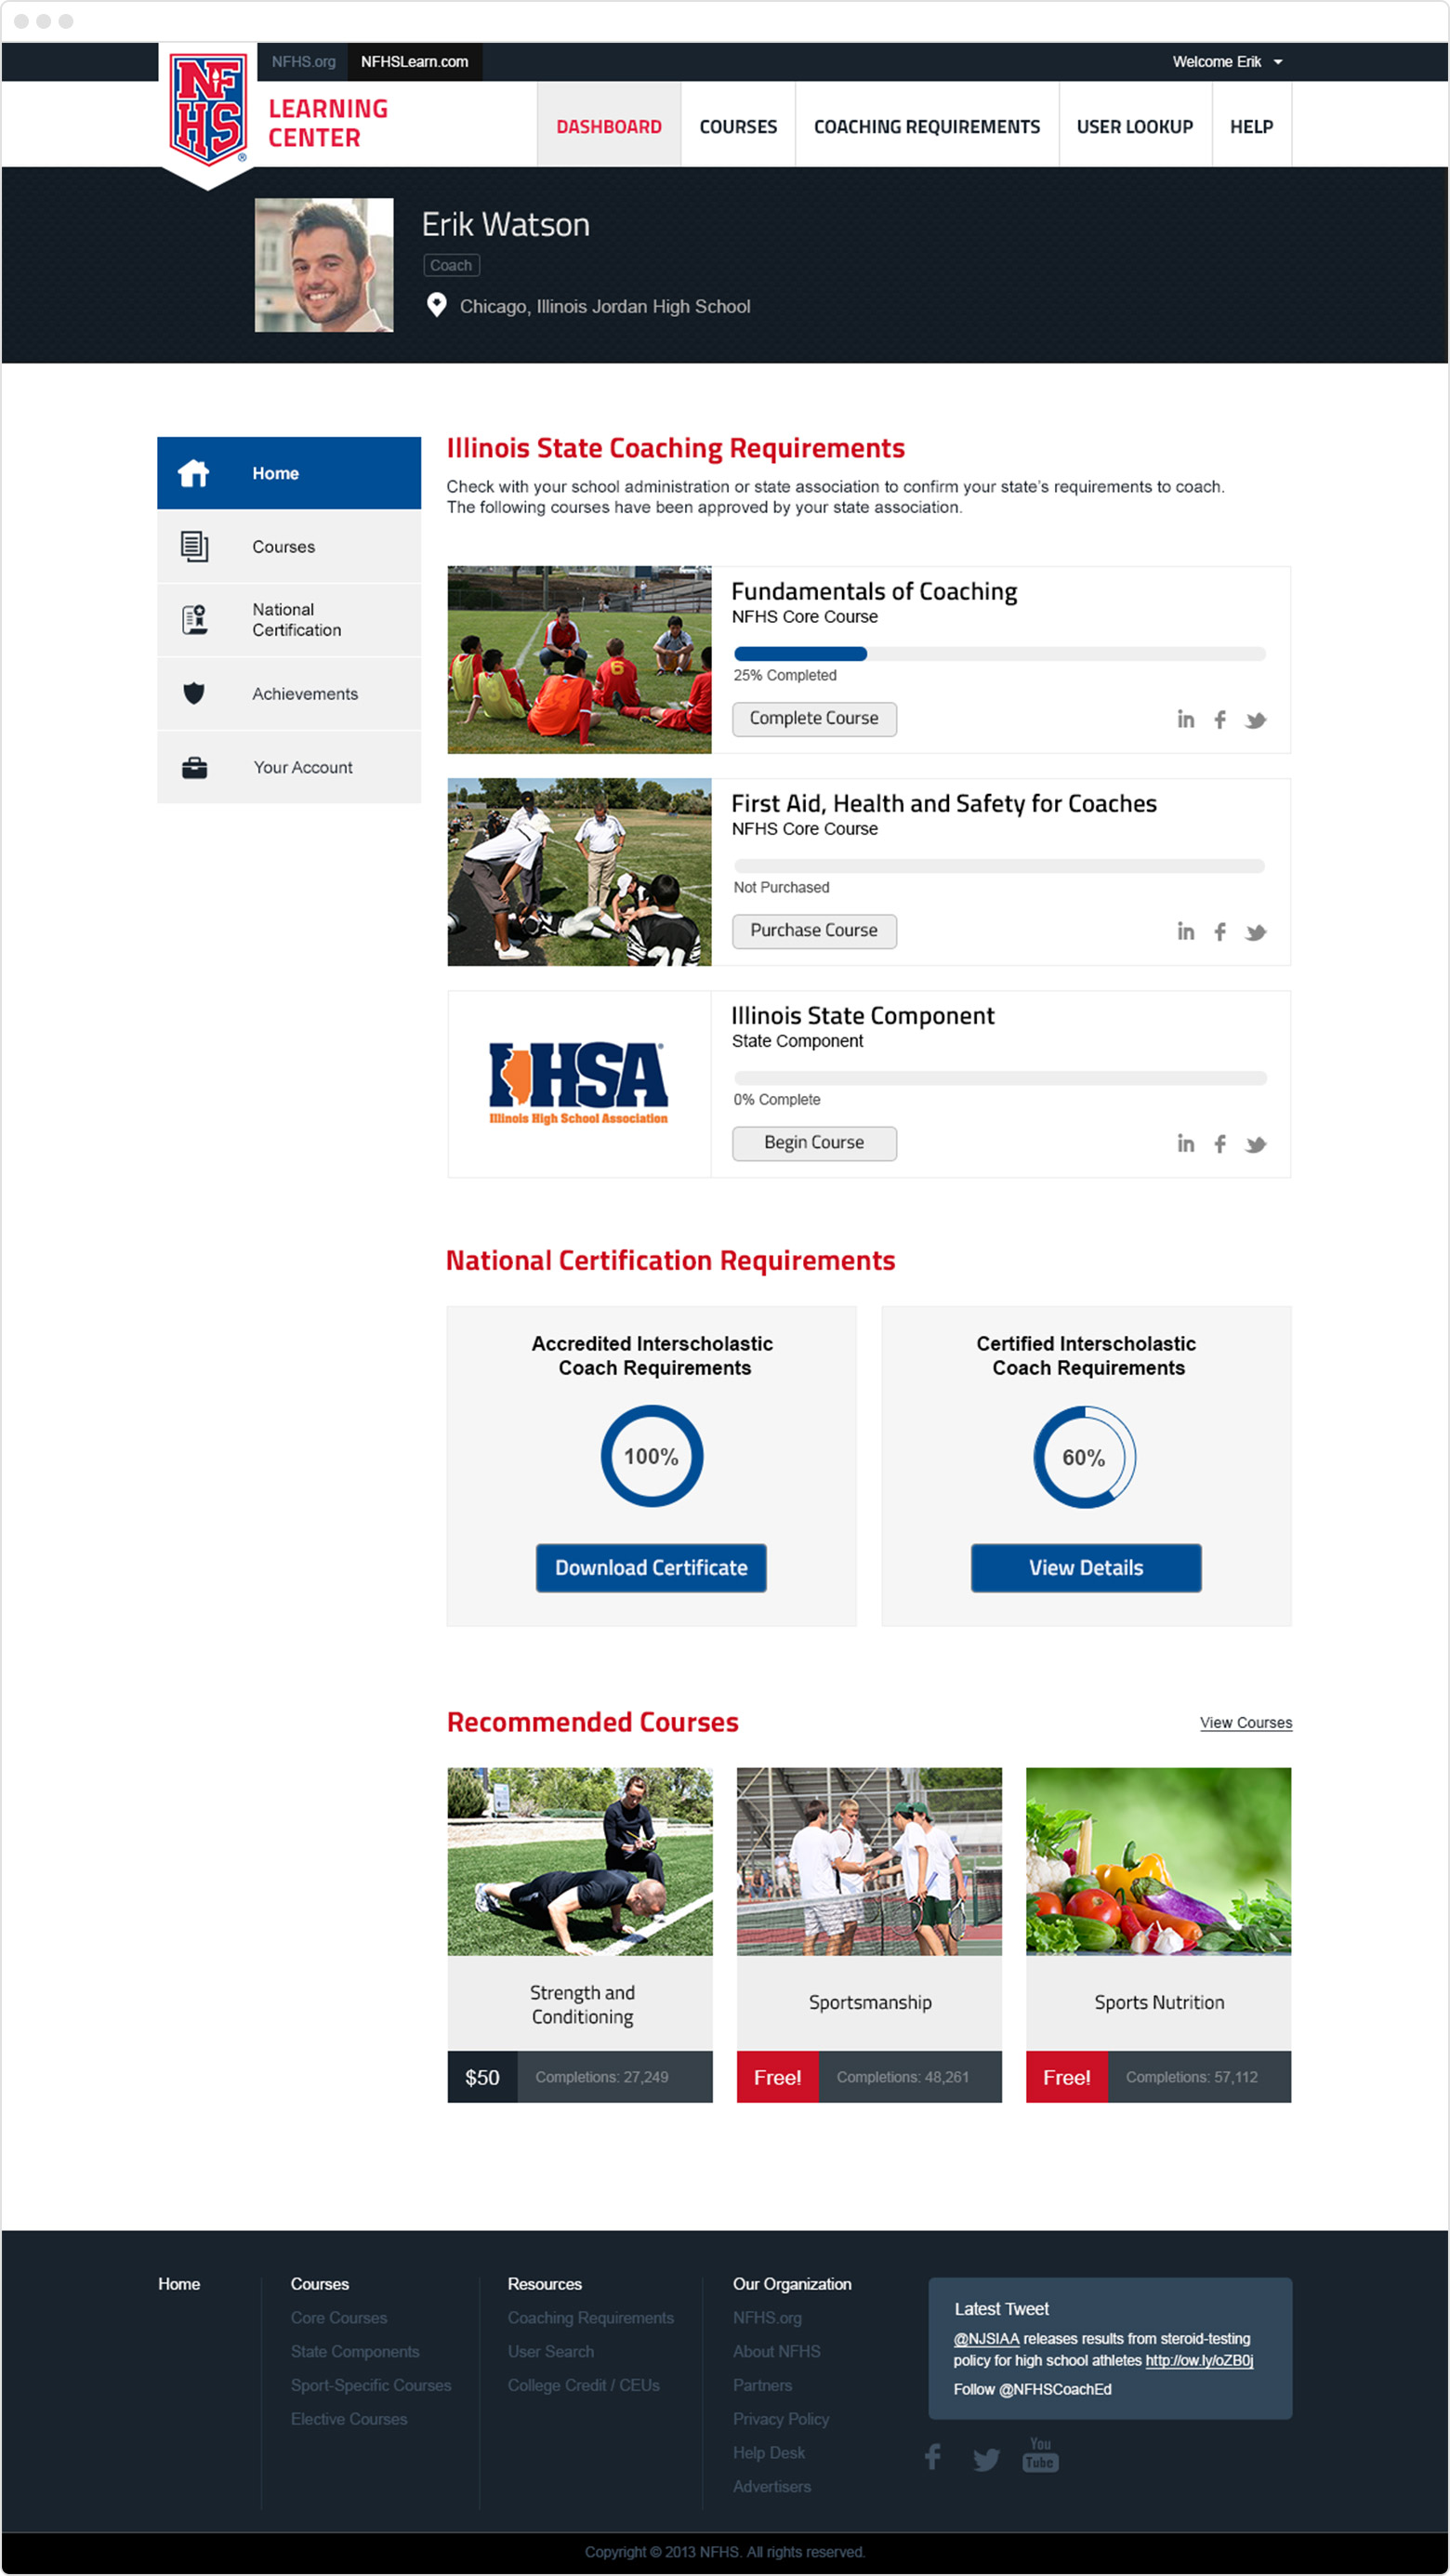 NFHS.org
NFHSLearn.com
Welcome Erik
NF
HS
®
LEARNING
CENTER
DASHBOARD
COURSES
COACHING REQUIREMENTS
USER LOOKUP
HELP
Erik Watson
Coach
Chicago, Illinois Jordan High School
Home
Courses
National
Certification
Achievements
Your Account
Illinois State Coaching Requirements
Check with your school administration or state association to confirm your state's requirements to coach.
The following courses have been approved by your state association.
6
Fundamentals of Coaching
NFHS Core Course
25% Completed
Complete Course
in f
First Aid, Health and Safety for Coaches
NFHS Core Course
Not Purchased
Purchase Course
in f
IHSA®
Illinois High School Association
Illinois State Component
State Component
0% Complete
Begin Course
in f
National Certification Requirements
Accredited Interscholastic
Coach Requirements
100%
Download Certificate
Certified Interscholastic
Coach Requirements
60%
View Details
Recommended Courses
View Courses
Strength and
Conditioning
$50
Completions: 27,249
Sportsmanship
Free!
Completions: 48,261
Sports Nutrition
Free!
Completions: 57,112
Home
Courses
Core Courses
State Components
Sport-Specific Courses
Elective Courses
Resources
Coaching Requirements
User Search
College Credit / CEUs
Our Organization
NFHS.org
About NFHS
Partners
Privacy Policy
Help Desk
Advertisers
Latest Tweet
@NJSIAA releases results from steroid-testing
policy for high school athletes http://ow.ly/oZB0j
Follow @NFHSCoachEd
f
You
Tube
Copyright © 2013 NFHS. All rights reserved.